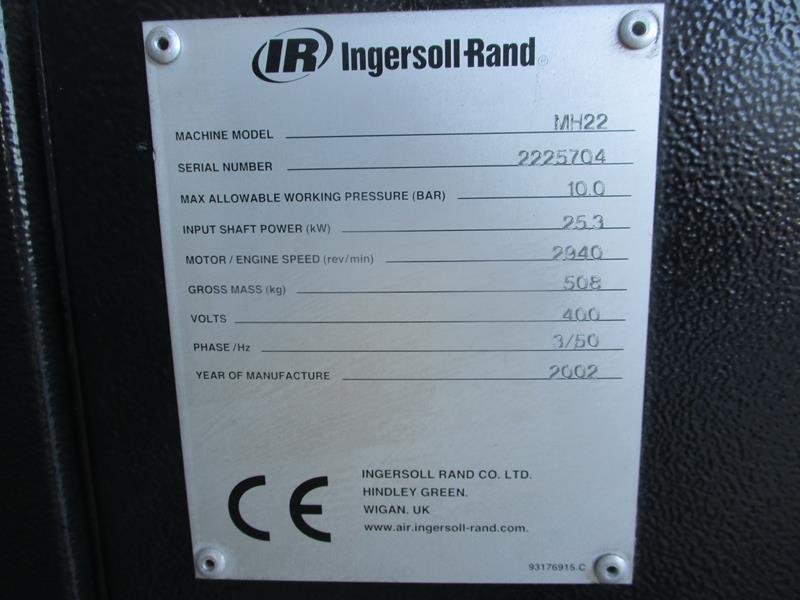 IR Ingersoll-Rand®
MACHINE MODEL MH22
SERIAL NUMBER 2225704
MAX ALLOWABLE WORKING PRESSURE (BAR) 10.0
INPUT SHAFT POWER (kW) 25.3
MOTOR / ENGINE SPEED (rev/min) 2940
GROSS MASS (kg) 508
VOLTS 400
PHASE /Hz 3/50
YEAR OF MANUFACTURE 2002
CE
INGERSOLL RAND CO. LTD.
HINDLEY GREEN.
WIGAN. UK
www.air.ingersoll-rand.com.
93176915.C